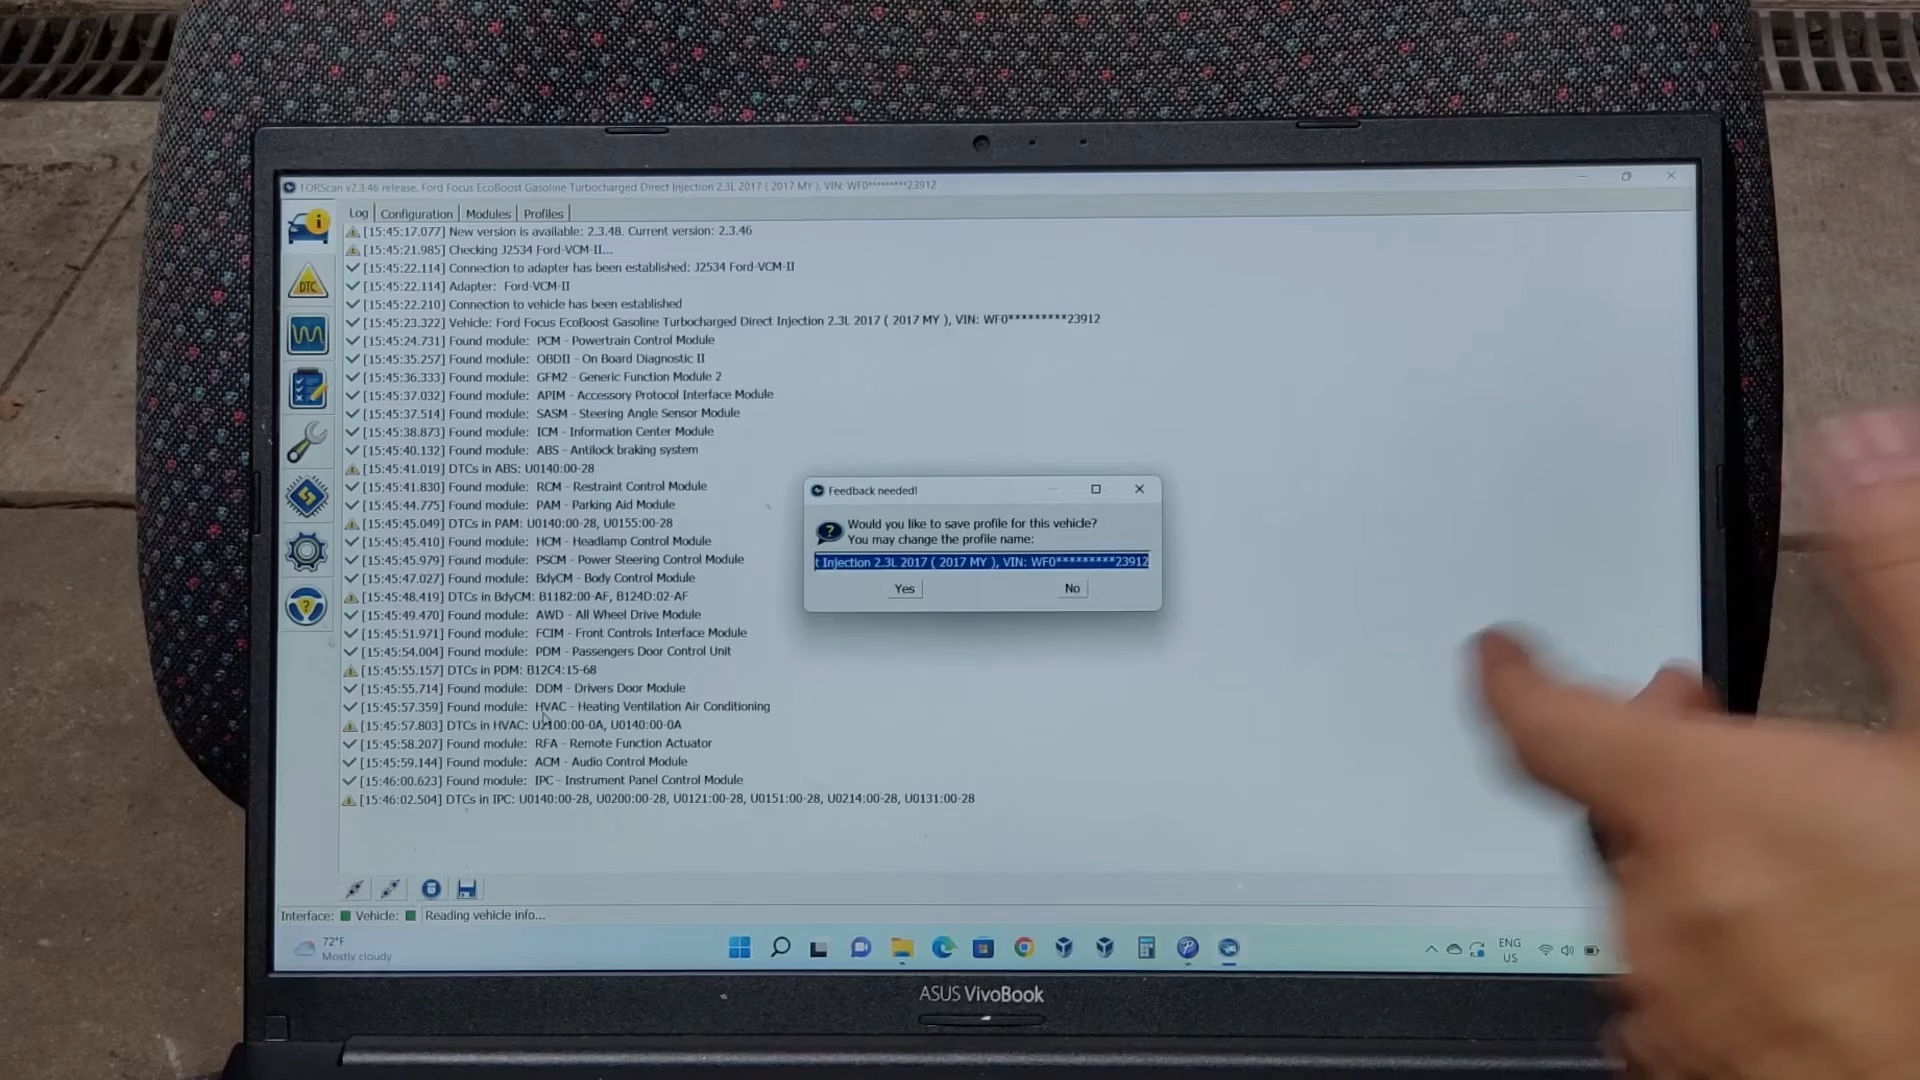 FORScan v2.3.46 release. Ford Focus EcoBoost Gasoline Turbocharged Direct Injection 2.3L 2017 ( 2017 MY ), VIN: WF0*********23912
Log Configuration Modules Profiles
[15:45:17.077] New version is available: 2.3.48. Current version: 2.3.46
[15:45:21.985] Checking J2534 Ford-VCM-II...
[15:45:22.114] Connection to adapter has been established: J2534 Ford-VCM-II
[15:45:22.114] Adapter: Ford-VCM-II
[15:45:22.210] Connection to vehicle has been established
[15:45:23.322] Vehicle: Ford Focus EcoBoost Gasoline Turbocharged Direct Injection 2.3L 2017 ( 2017 MY ), VIN: WF0*********23912
[15:45:24.731] Found module: PCM - Powertrain Control Module
[15:45:35.257] Found module: OBDII - On Board Diagnostic II
[15:45:36.333] Found module: GFM2 - Generic Function Module 2
[15:45:37.032] Found module: APIM - Accessory Protocol Interface Module
[15:45:37.514] Found module: SASM - Steering Angle Sensor Module
[15:45:38.873] Found module: ICM - Information Center Module
[15:45:40.132] Found module: ABS - Antilock braking system
[15:45:41.019] DTCs in ABS: U0140:00-28
[15:45:41.830] Found module: RCM - Restraint Control Module
[15:45:44.775] Found module: PAM - Parking Aid Module
[15:45:45.049] DTCs in PAM: U0140:00-28, U0155:00-28
[15:45:45.410] Found module: HCM - Headlamp Control Module
[15:45:45.979] Found module: PSCM - Power Steering Control Module
[15:45:47.027] Found module: BdyCM - Body Control Module
[15:45:48.419] DTCs in BdyCM: B1182:00-AF, B124D:02-AF
[15:45:49.470] Found module: AWD - All Wheel Drive Module
[15:45:51.971] Found module: FCIM - Front Controls Interface Module
[15:45:54.004] Found module: PDM - Passengers Door Control Unit
[15:45:55.157] DTCs in PDM: B12C4:15-68
[15:45:55.714] Found module: DDM - Drivers Door Module
[15:45:57.359] Found module: HVAC - Heating Ventilation Air Conditioning
[15:45:57.803] DTCs in HVAC: U2100:00-0A, U0140:00-0A
[15:45:58.207] Found module: RFA - Remote Function Actuator
[15:45:59.144] Found module: ACM - Audio Control Module
[15:46:00.623] Found module: IPC - Instrument Panel Control Module
[15:46:02.504] DTCs in IPC: U0140:00-28, U0200:00-28, U0121:00-28, U0151:00-28, U0214:00-28, U0131:00-28
DTC
Feedback needed!
Would you like to save profile for this vehicle?
You may change the profile name:
t Injection 2.3L 2017 ( 2017 MY ), VIN: WF0*********23912
Yes No
Interface: Vehicle: Reading vehicle info...
72°F
Mostly cloudy
ENG
US
ASUS VivoBook